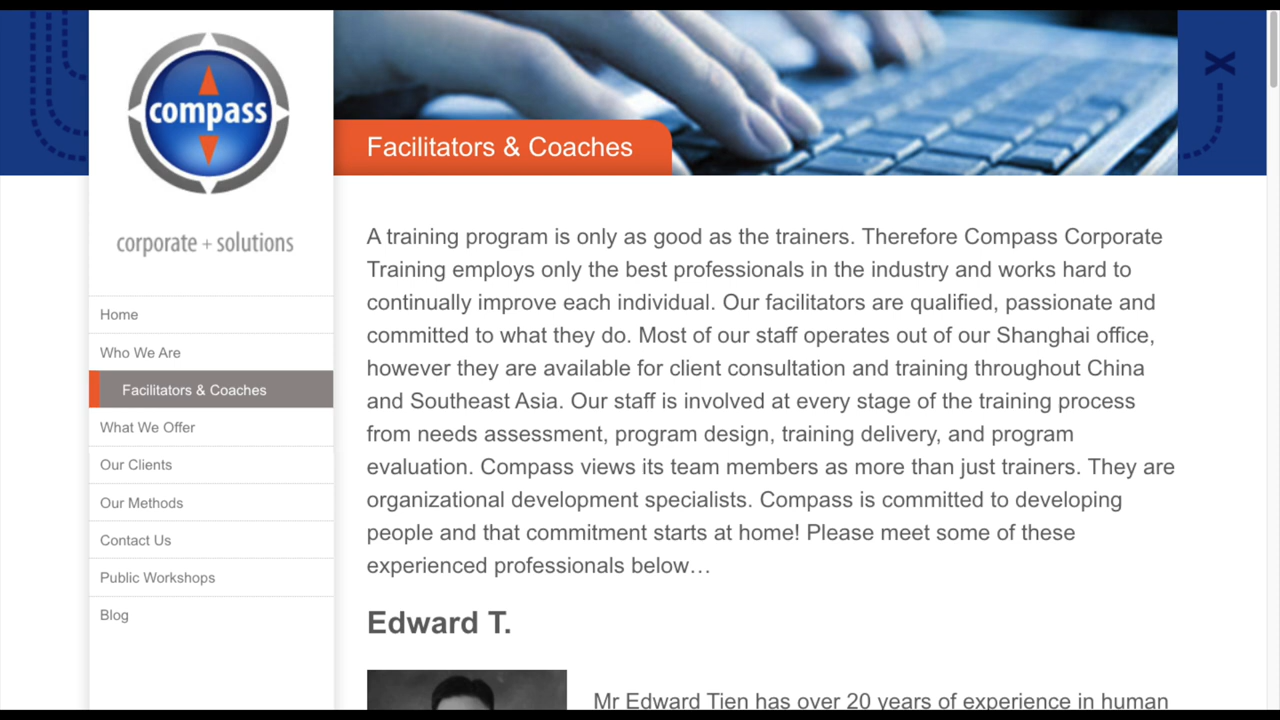 compass
corporate + solutions
Home
Who We Are
Facilitators & Coaches
What We Offer
Our Clients
Our Methods
Contact Us
Public Workshops
Blog
Facilitators & Coaches
A training program is only as good as the trainers. Therefore Compass Corporate
Training employs only the best professionals in the industry and works hard to
continually improve each individual. Our facilitators are qualified, passionate and
committed to what they do. Most of our staff operates out of our Shanghai office,
however they are available for client consultation and training throughout China
and Southeast Asia. Our staff is involved at every stage of the training process
from needs assessment, program design, training delivery, and program
evaluation. Compass views its team members as more than just trainers. They are
organizational development specialists. Compass is committed to developing
people and that commitment starts at home! Please meet some of these
experienced professionals below…
Edward T.
Mr Edward Tien has over 20 years of experience in human